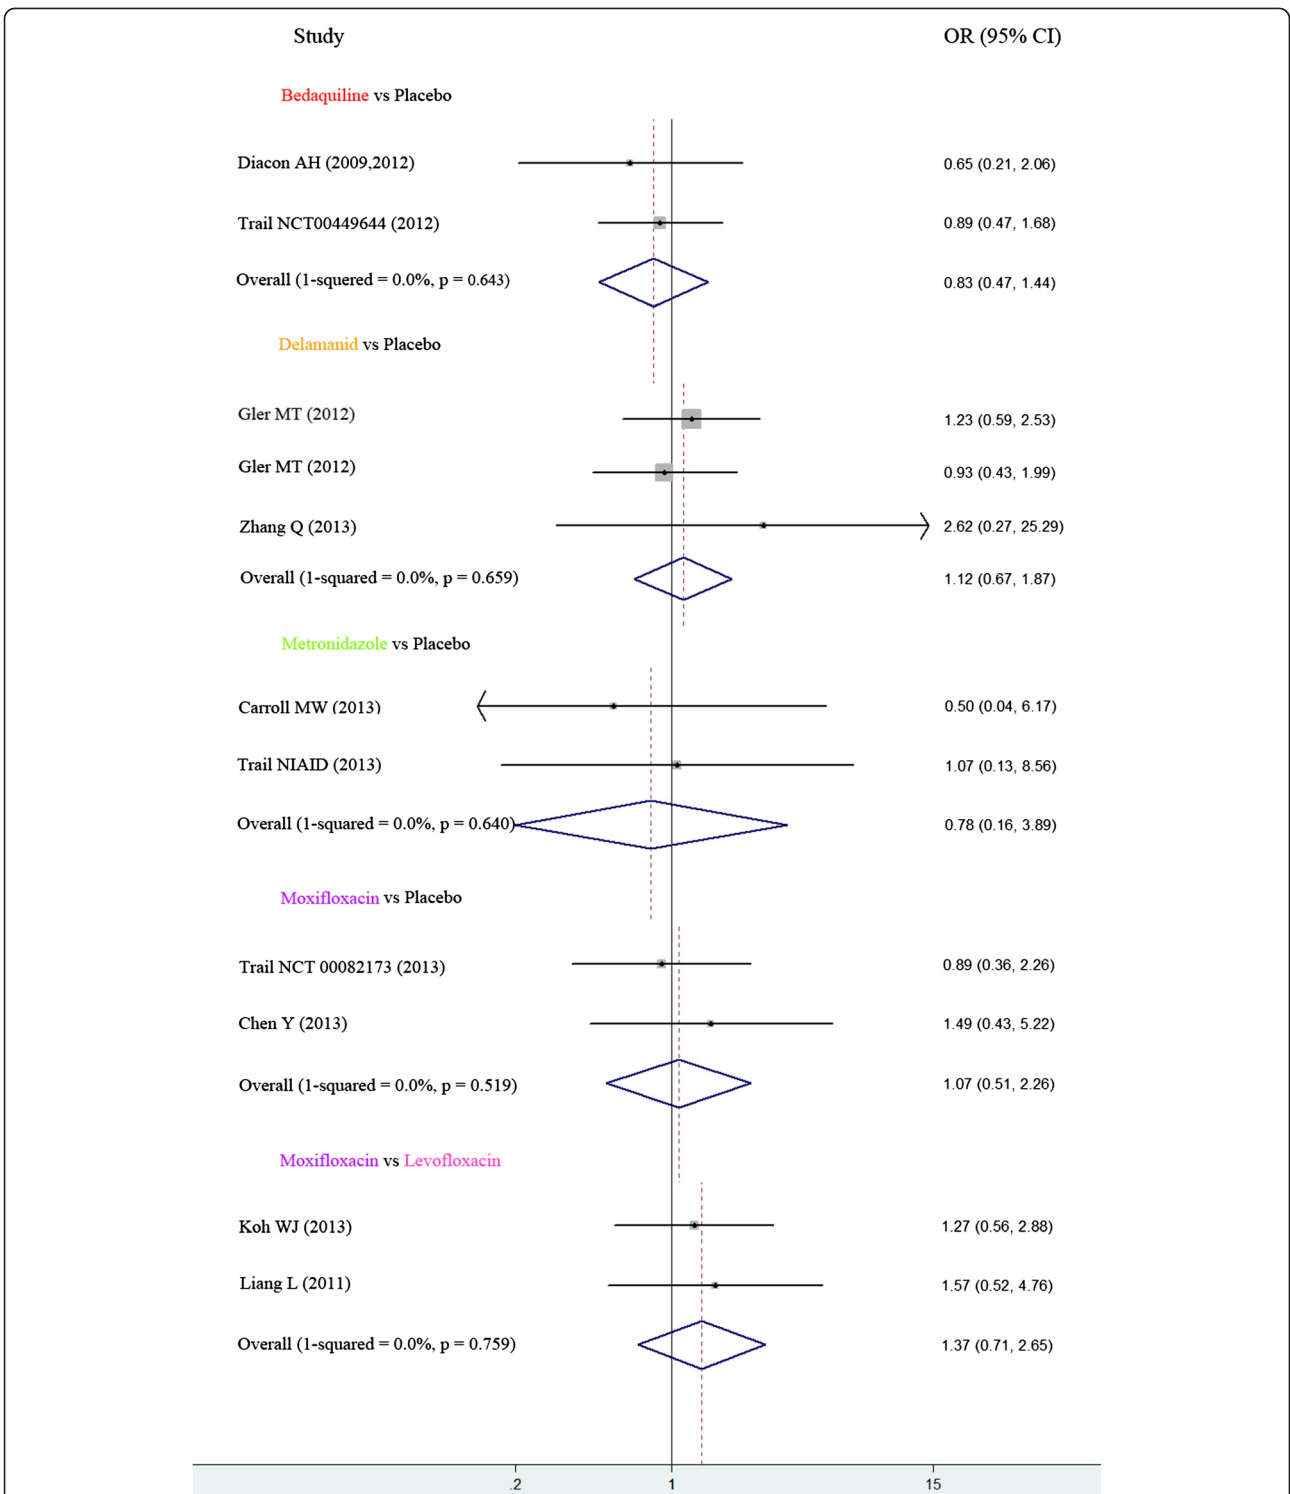 Study OR (95% CI)
Bedaquiline vs Placebo
Diacon AH (2009,2012) 0.65 (0.21, 2.06)
Trail NCT00449644 (2012) 0.89 (0.47, 1.68)
Overall (1-squered = 0.0%, p = 0.643) 0.83 (0.47, 1.44)
Delamanid vs Placebo
Gler MT (2012) 1.23 (0.59, 2.53)
Gler MT (2012) 0.93 (0.43, 1.99)
Zhang Q (2013) 2.62 (0.27, 25.29)
Overall (1-squared = 0.0%, p = 0.659) 1.12 (0.67, 1.87)
Metronidazole vs Placebo
Carroll MW (2013) 0.50 (0.04, 6.17)
Trail NIAID (2013) 1.07 (0.13, 8.56)
Overall (1-squared = 0.0%, p = 0.640) 0.78 (0.16, 3.89)
Moxifloxacin vs Placebo
Trail NCT 00082173 (2013) 0.89 (0.36, 2.26)
Chen Y (2013) 1.49 (0.43, 5.22)
Overall (1-squared = 0.0%, p = 0.519) 1.07 (0.51, 2.26)
Moxifloxacin vs Levofloxacin
Koh WJ (2013) 1.27 (0.56, 2.88)
Liang L (2011) 1.57 (0.52, 4.76)
Overall (1-squared = 0.0%, p = 0.759) 1.37 (0.71, 2.65)
.2 1 15